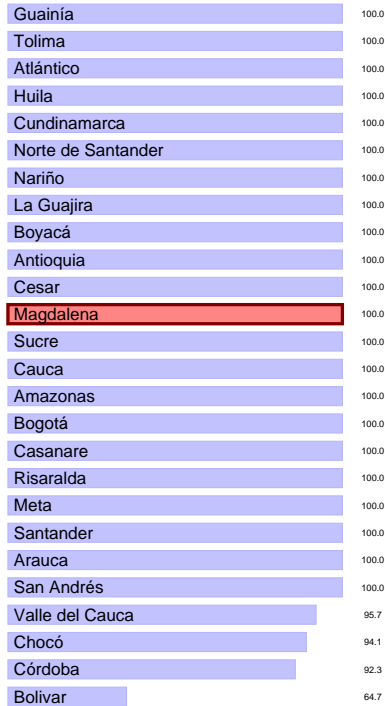 Guainía 100.0
Tolima 100.0
Atlántico 100.0
Huila 100.0
Cundinamarca 100.0
Norte de Santander 100.0
Nariño 100.0
La Guajira 100.0
Boyacá 100.0
Antioquia 100.0
Cesar 100.0
Magdalena 100.0
Sucre 100.0
Cauca 100.0
Amazonas 100.0
Bogotá 100.0
Casanare 100.0
Risaralda 100.0
Meta 100.0
Santander 100.0
Arauca 100.0
San Andrés 100.0
Valle del Cauca 95.7
Chocó 94.1
Córdoba 92.3
Bolivar 64.7